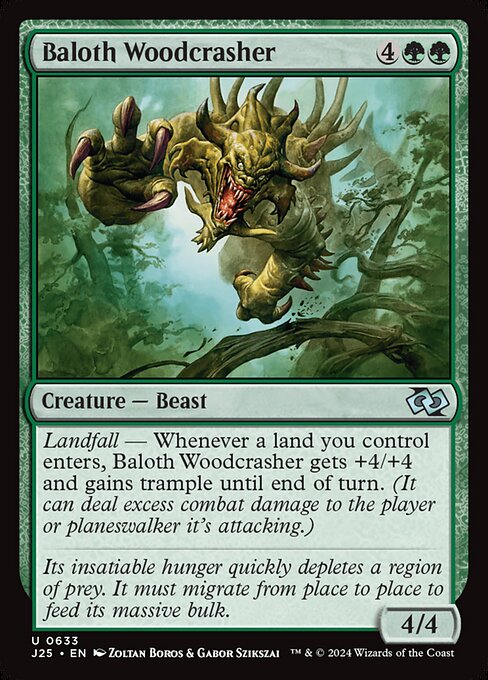 Baloth Woodcrasher 4
Creature — Beast
Landfall — Whenever a land you control
enters, Baloth Woodcrasher gets +4/+4
and gains trample until end of turn. (It
can deal excess combat damage to the player
or planeswalker it's attacking.)
Its insatiable hunger quickly depletes a region
of prey. It must migrate from place to place to
feed its massive bulk.
4/4
U 0633
J25 • EN Zoltan Boros & Gabor Szikszai ™ & © 2024 Wizards of the Coast